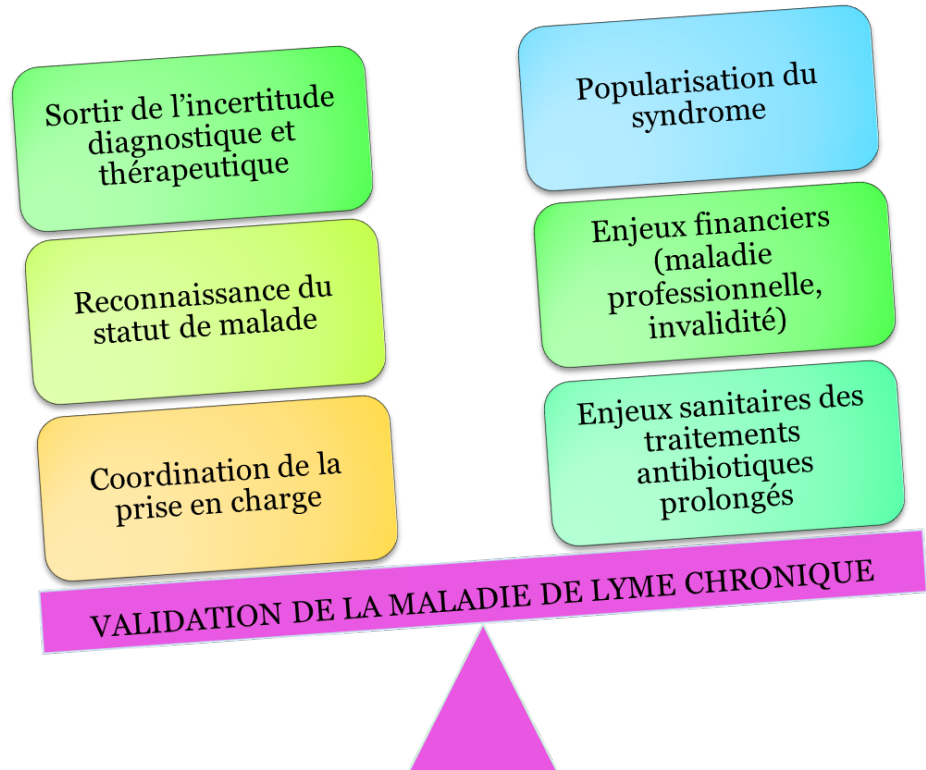 Sortir de l’incertitude
diagnostique et
thérapeutique
Reconnaissance du
statut de malade
Coordination de la
prise en charge
Popularisation du
syndrome
Enjeux financiers
(maladie
professionnelle,
invalidité)
Enjeux sanitaires des
traitements
antibiotiques
prolongés
VALIDATION DE LA MALADIE DE LYME CHRONIQUE